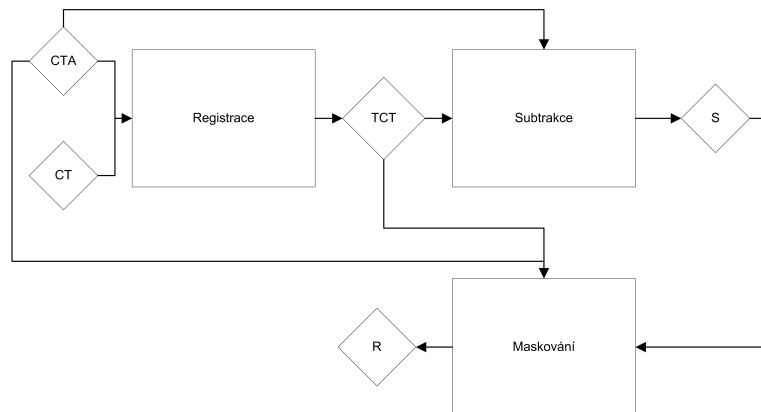 CTA
Registrace
TCT
Subtrakce
S
CT
R
Maskování